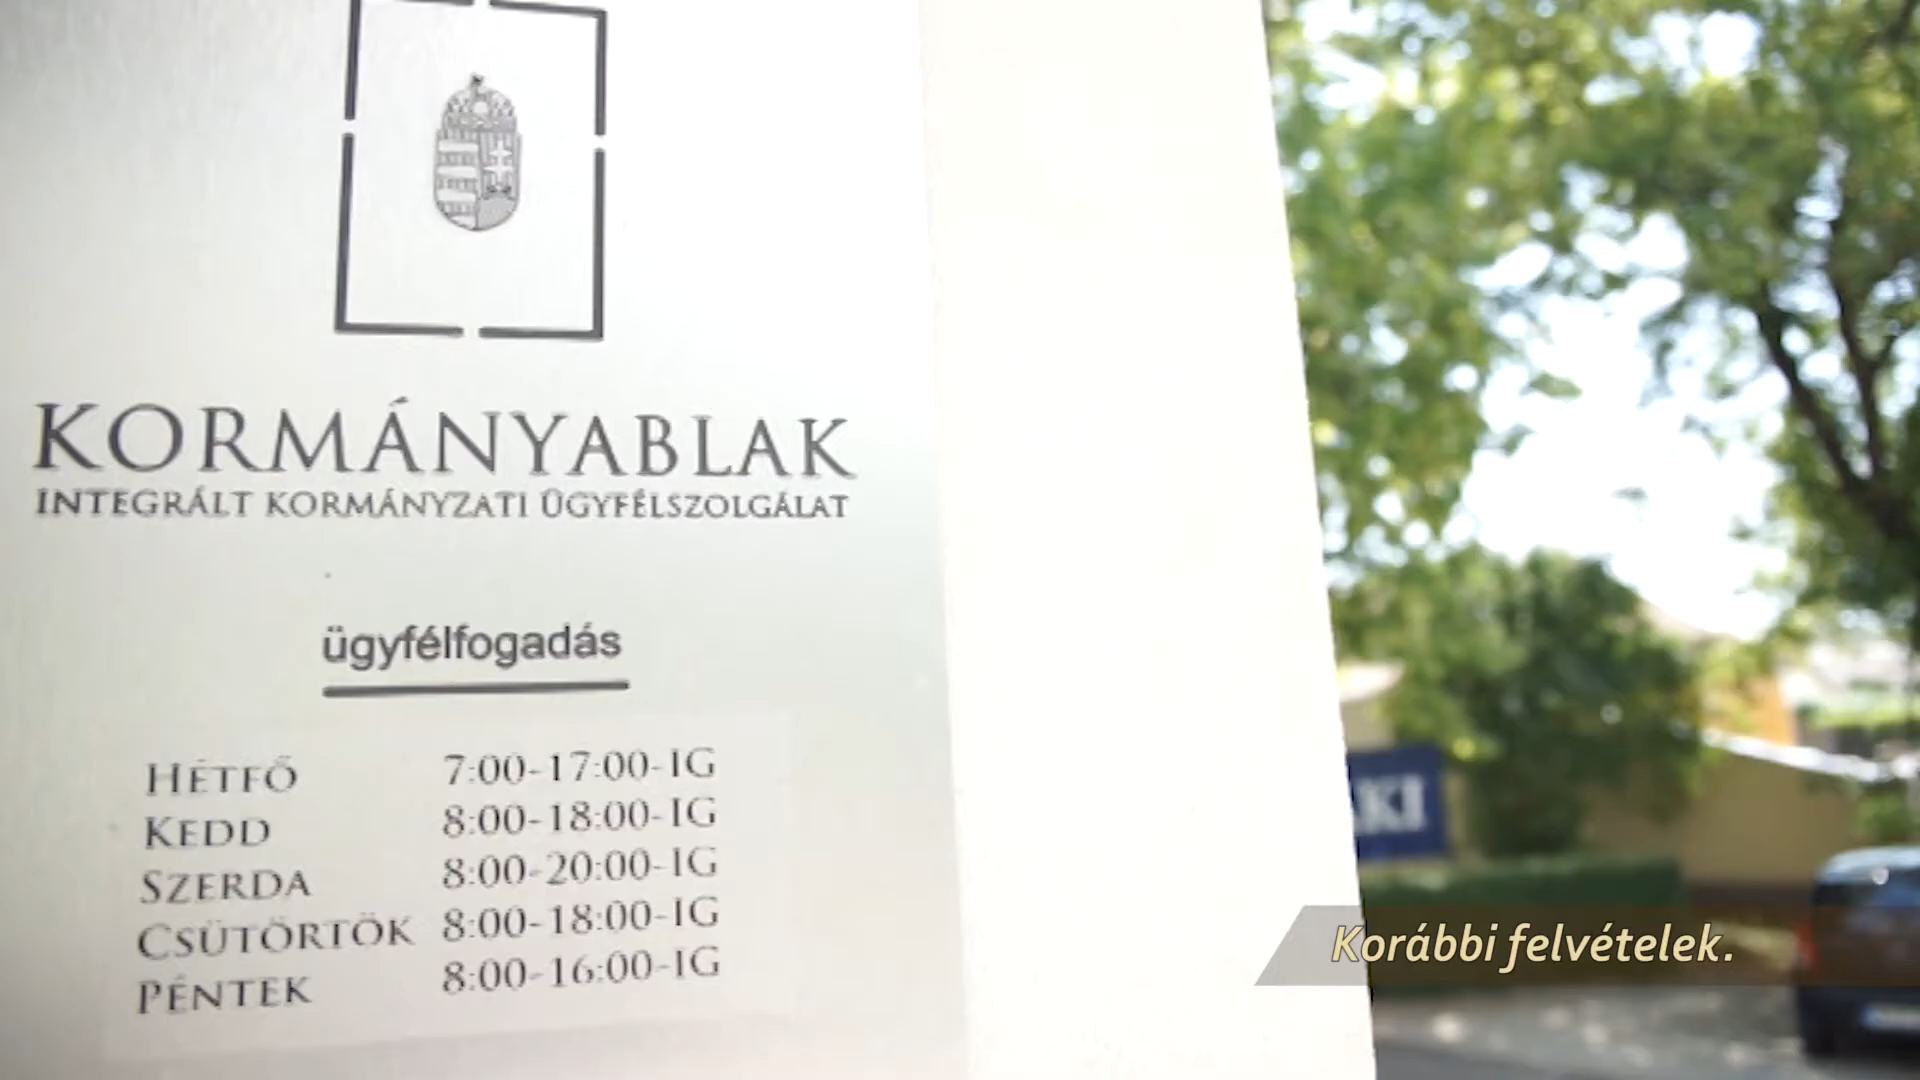 KORMÁNYABLAK
INTEGRÁLT KORMÁNYZATI ÜGYFÉLSZOLGÁLAT
ügyfélfogadás
HÉTFŐ 7:00-17:00-IG
KEDD 8:00-18:00-IG
SZERDA 8:00-20:00-IG
CSÜTÖRTÖK 8:00-18:00-IG
PÉNTEK 8:00-16:00-IG
Korábbi felvételek.